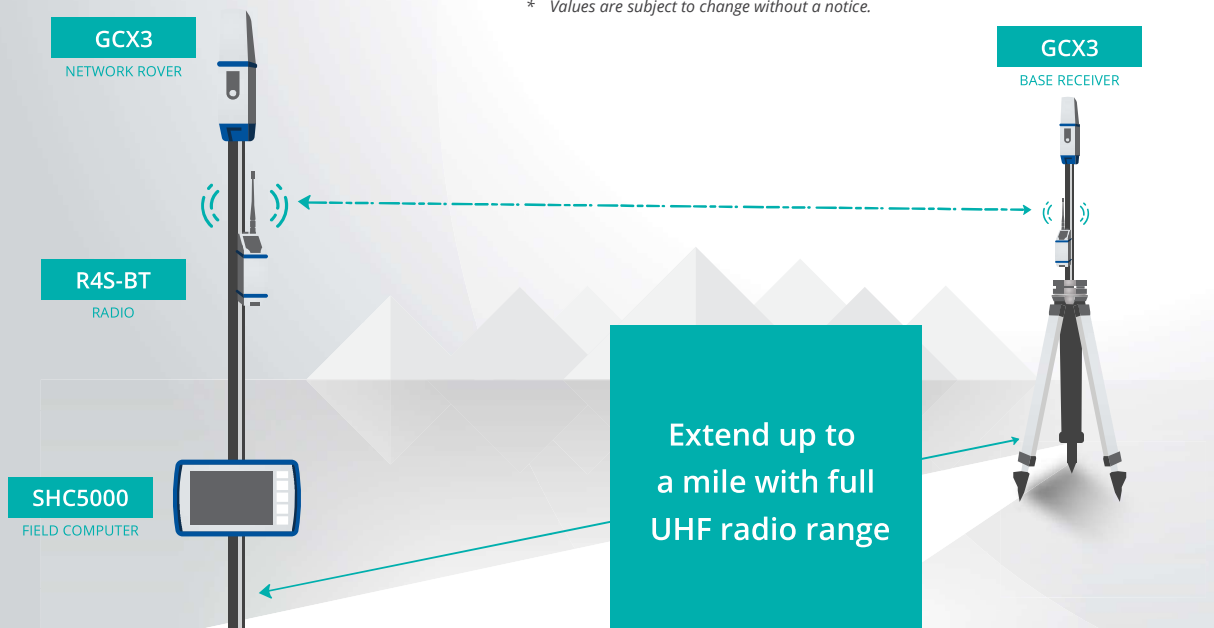 * Values are subject to change without a notice.
GCX3
NETWORK ROVER
GCX3
BASE RECEIVER
R4S-BT
RADIO
Extend up to
a mile with full
UHF radio range
SHC5000
FIELD COMPUTER